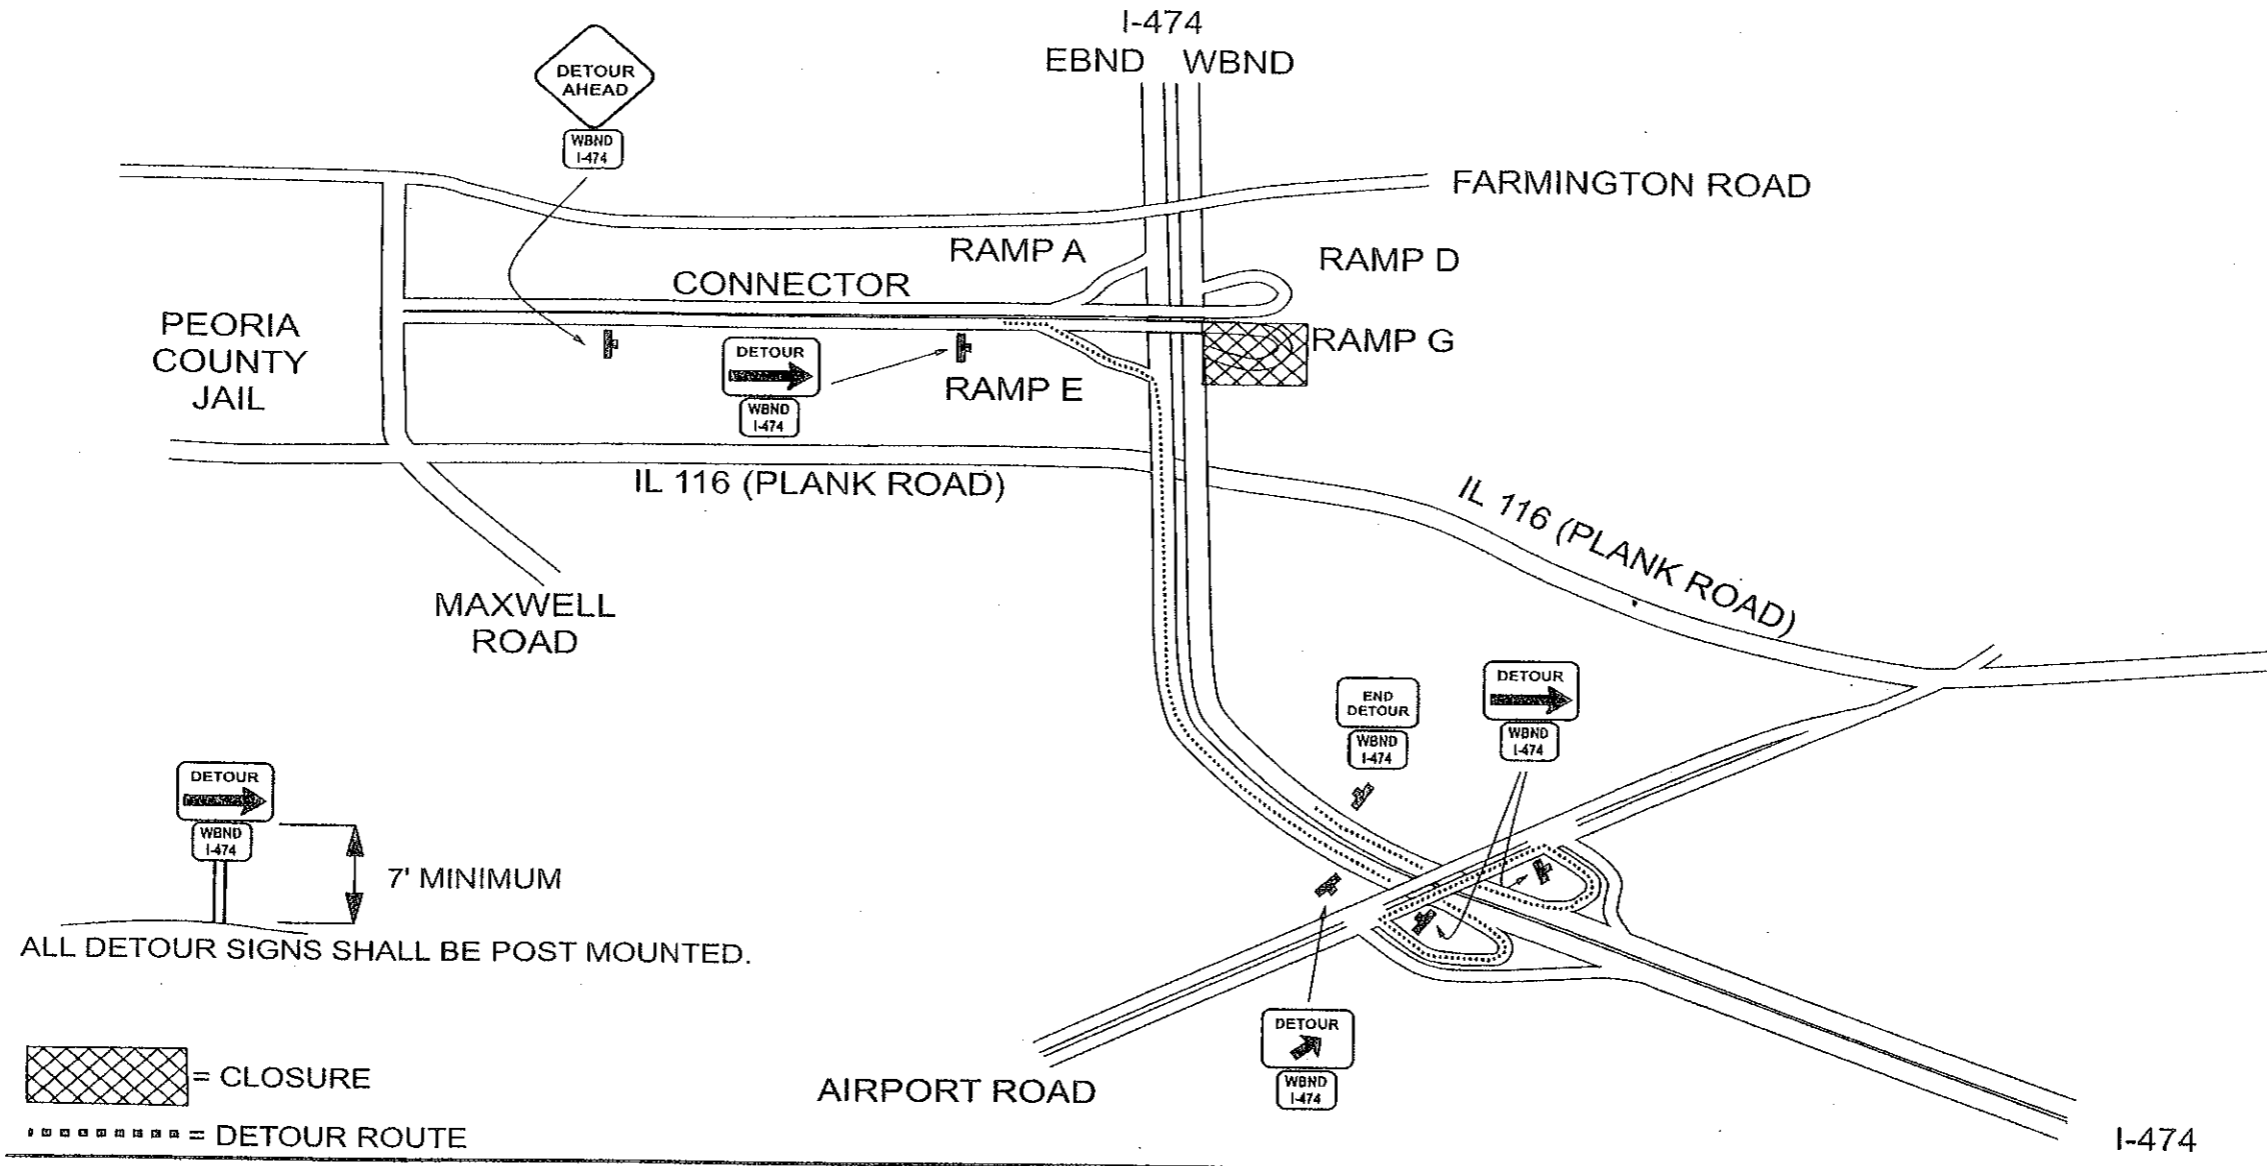 I-474
EBND WBND
DETOUR
AHEAD
WBND
I-474
FARMINGTON ROAD
RAMP A
RAMP D
CONNECTOR
PEORIA
COUNTY
JAIL
DETOUR
WBND
I-474
RAMP G
RAMP E
IL 116 (PLANK ROAD)
IL 116 (PLANK ROAD)
MAXWELL
ROAD
END
DETOUR
WBND
I-474
DETOUR
WBND
I-474
DETOUR
WBND
I-474
7' MINIMUM
ALL DETOUR SIGNS SHALL BE POST MOUNTED.
DETOUR
WBND
I-474
= CLOSURE
AIRPORT ROAD
= DETOUR ROUTE
I-474